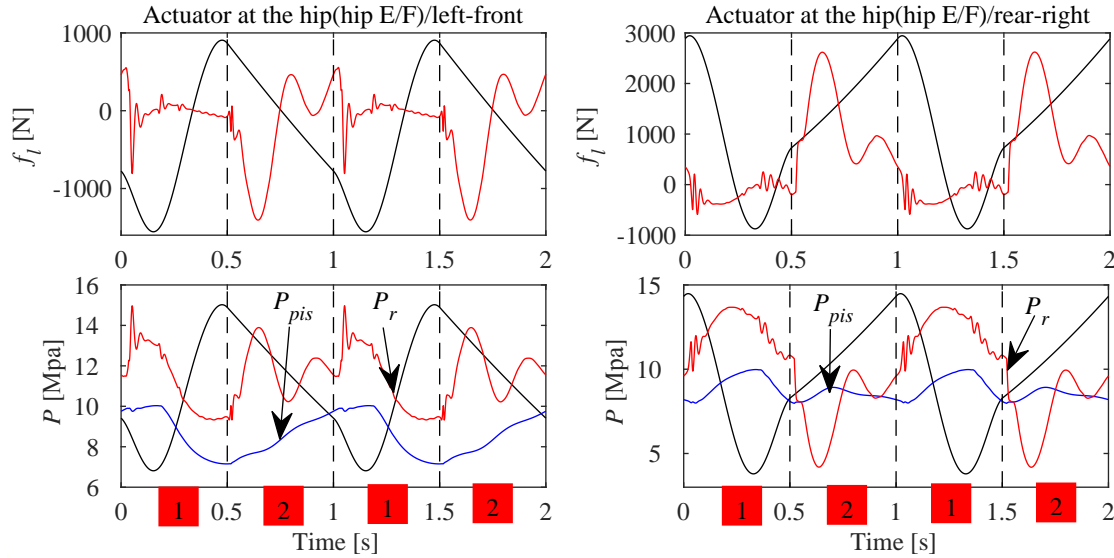 Actuator at the hip(hip E/F)/left-front
Actuator at the hip(hip E/F)/rear-right
f_l [N]
1000
0
-1000
0 0.5 1 1.5 2
f_l [N]
3000
2000
1000
0
-1000
0 0.5 1 1.5 2
P [Mpa]
16
14
12
10
8
6
P_pis
P_r
1 2 1 2
0 0.5 1 1.5 2
Time [s]
P [Mpa]
15
10
5
P_pis
P_r
1 2 1 2
0 0.5 1 1.5 2
Time [s]